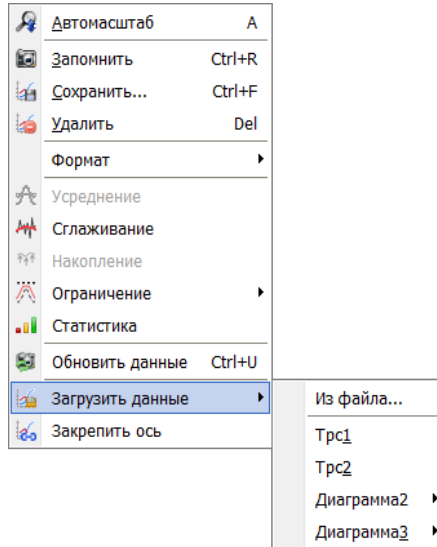 Автомасштаб A
Запомнить Ctrl+R
Сохранить... Ctrl+F
Удалить Del
Формат
Усреднение
Сглаживание
Накопление
Ограничение
Статистика
Обновить данные Ctrl+U
Загрузить данные
Закрепить ось
Из файла...
Трс1
Трс2
Диаграмма2
Диаграмма3